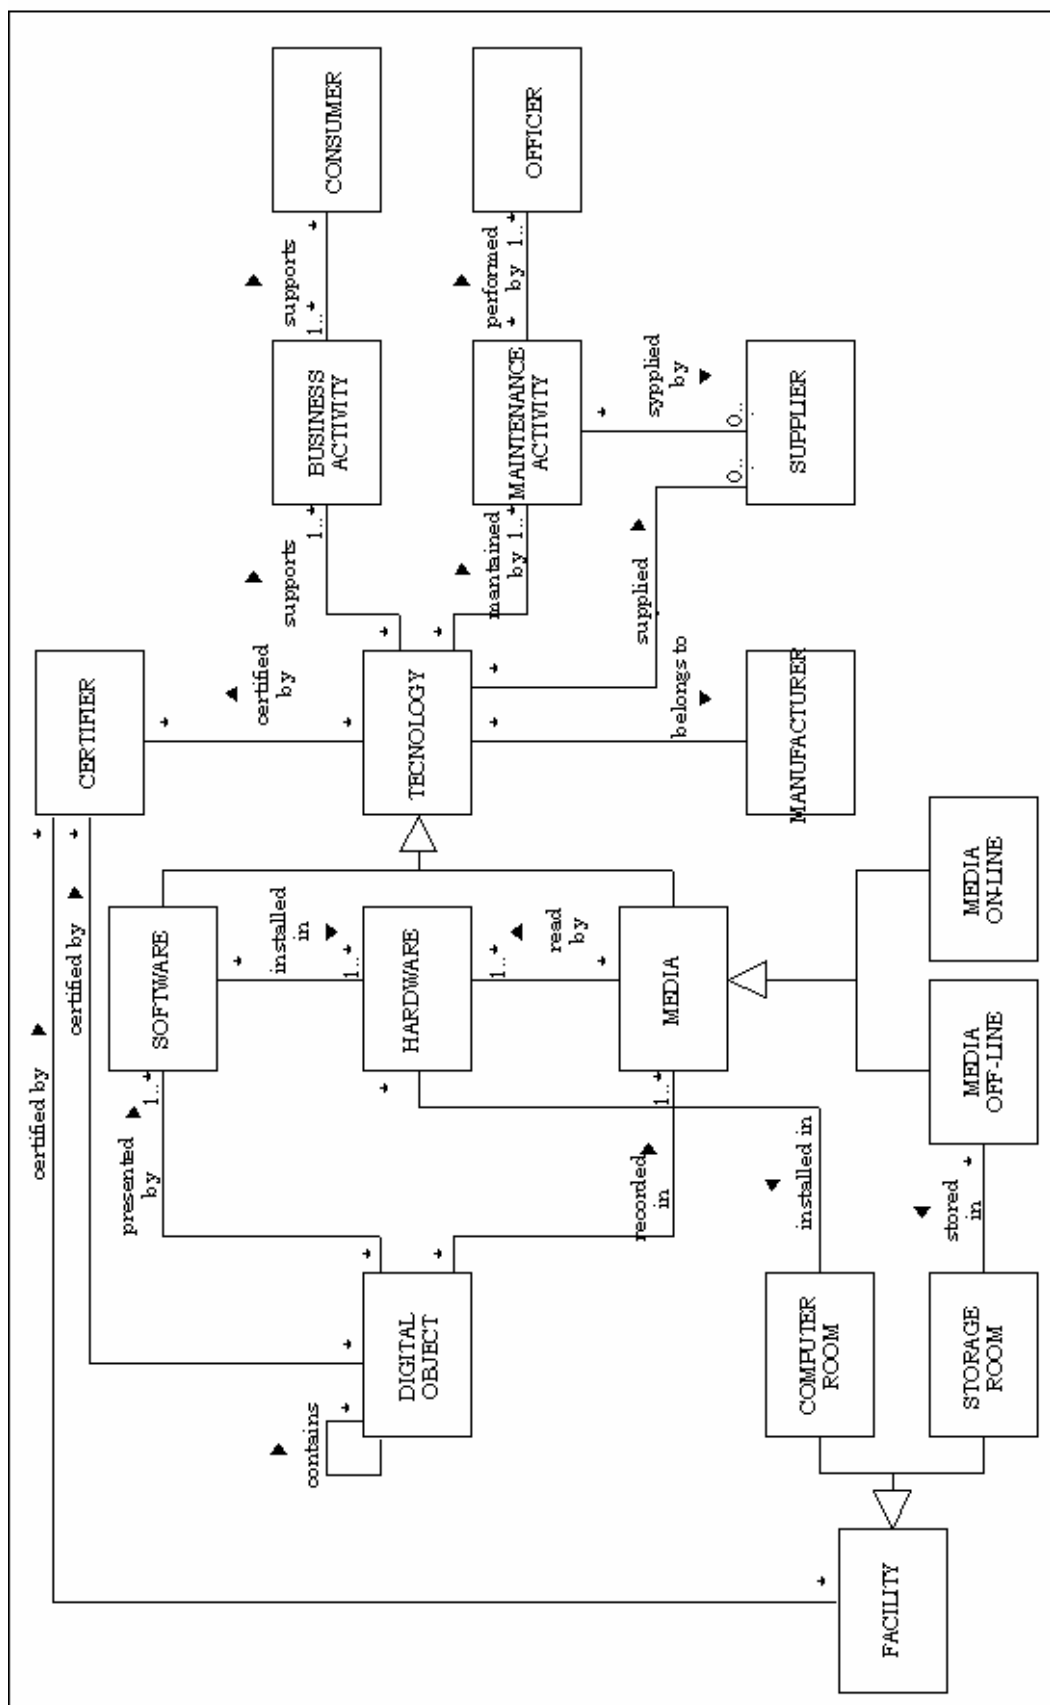 certified by
*
certified by
*
*
CERTIFIER
presented
by
1..*
SOFTWARE
*
certified
by
*
supports
1..*
supports
contains
installed
in
*
1..*
*
BUSINESS
ACTIVITY
1..*
*
CONSUMER
*
*
*
DIGITAL
OBJECT
*
*
HARDWARE
1..*
TECNOLOGY
*
*
*
*
mantained
by 1..*
MAINTENANCE
ACTIVITY
performed
*
by 1..*
OFFICER
read
by
*
*
recorded
in
1..*
MEDIA
belongs to
supplied
sypplied
by
0..
0..
installed in
COMPUTER
ROOM
MANUFACTURER
SUPPLIER
*
FACILITY
stored
in
*
STORAGE
ROOM
MEDIA
OFF-LINE
MEDIA
ON-LINE